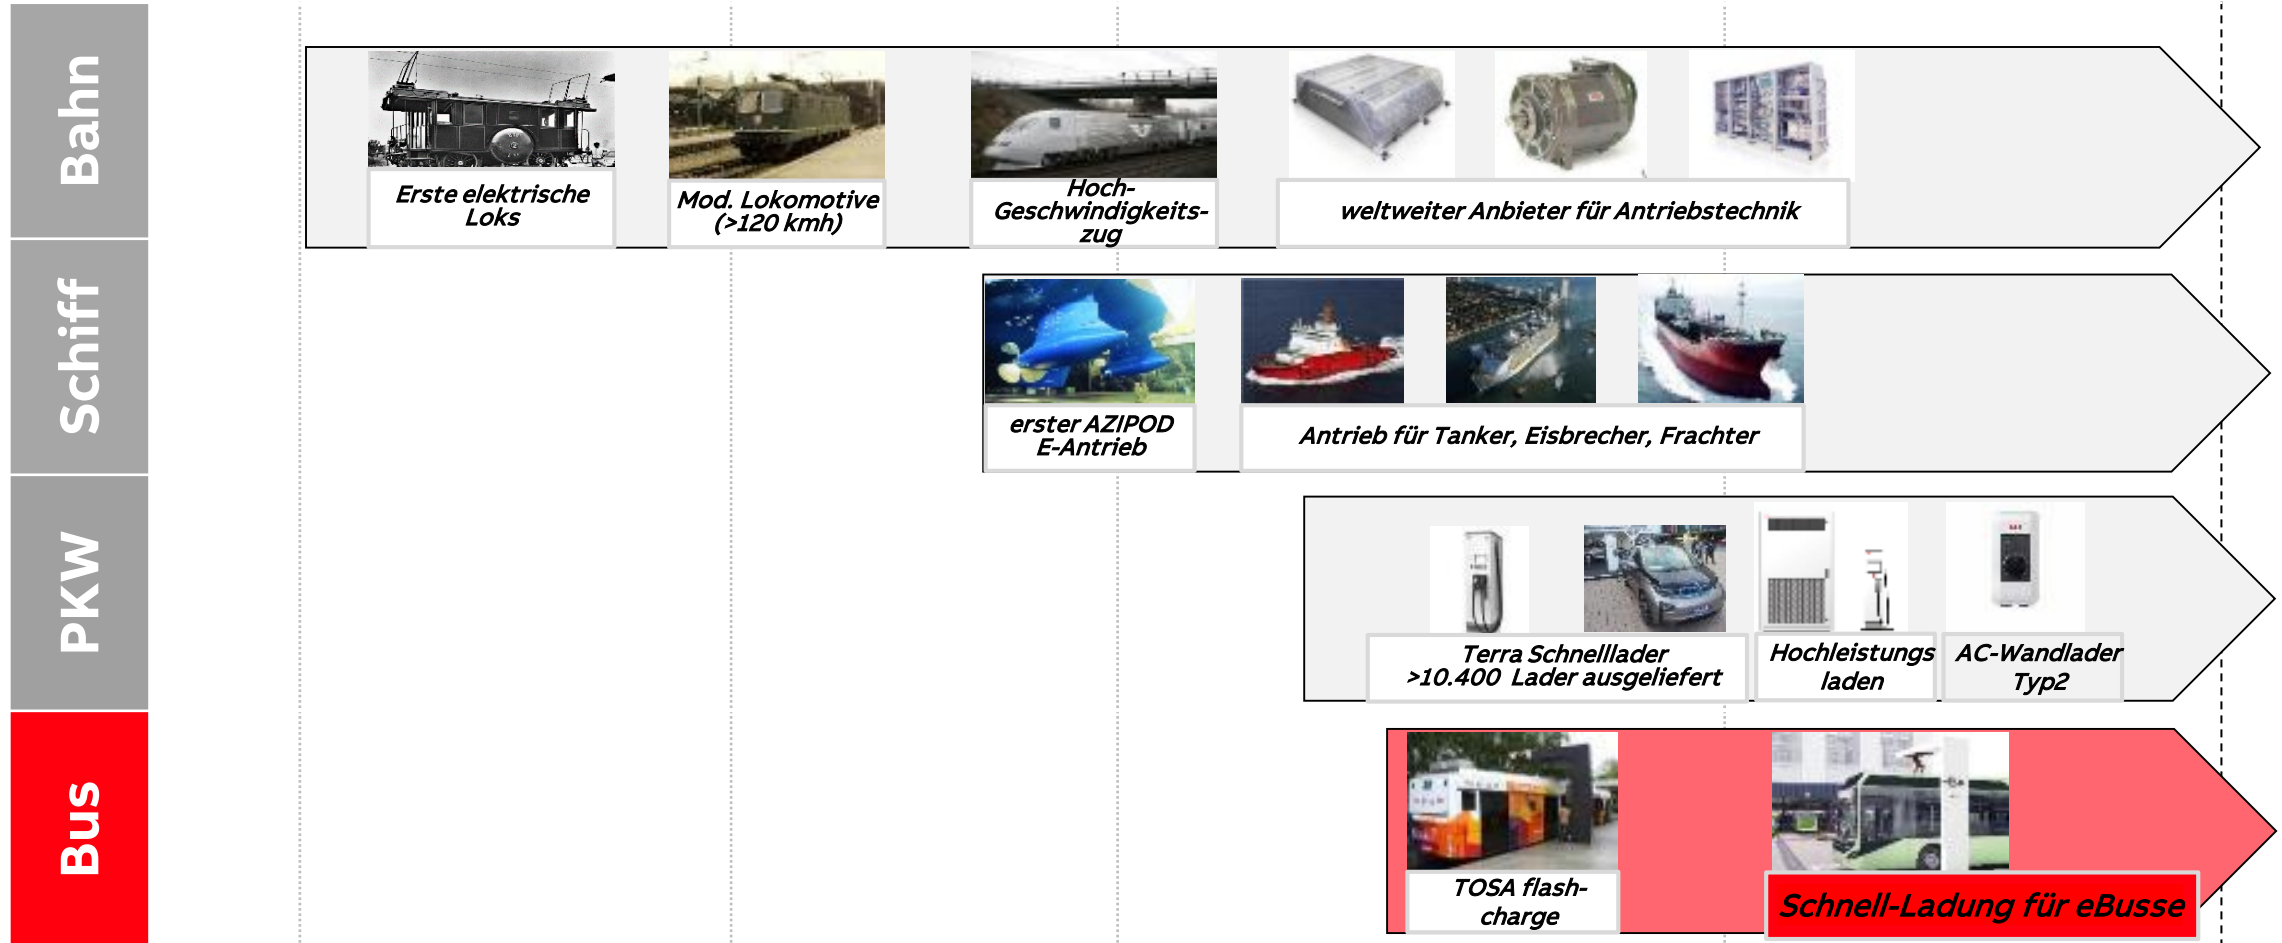 Bahn
Erste elektrische
Loks
Mod. Lokomotive
(>120 kmh)
Hoch-
Geschwindigkeits-
zug
weltweiter Anbieter für Antriebstechnik
Schiff
erster AZIPOD
E-Antrieb
Antrieb für Tanker, Eisbrecher, Frachter
PKW
Terra Schnelllader
>10.400 Lader ausgeliefert
Hochleistungs
laden
AC-Wandlader
Typ2
Bus
TOSA flash-
charge
Schnell-Ladung für eBusse